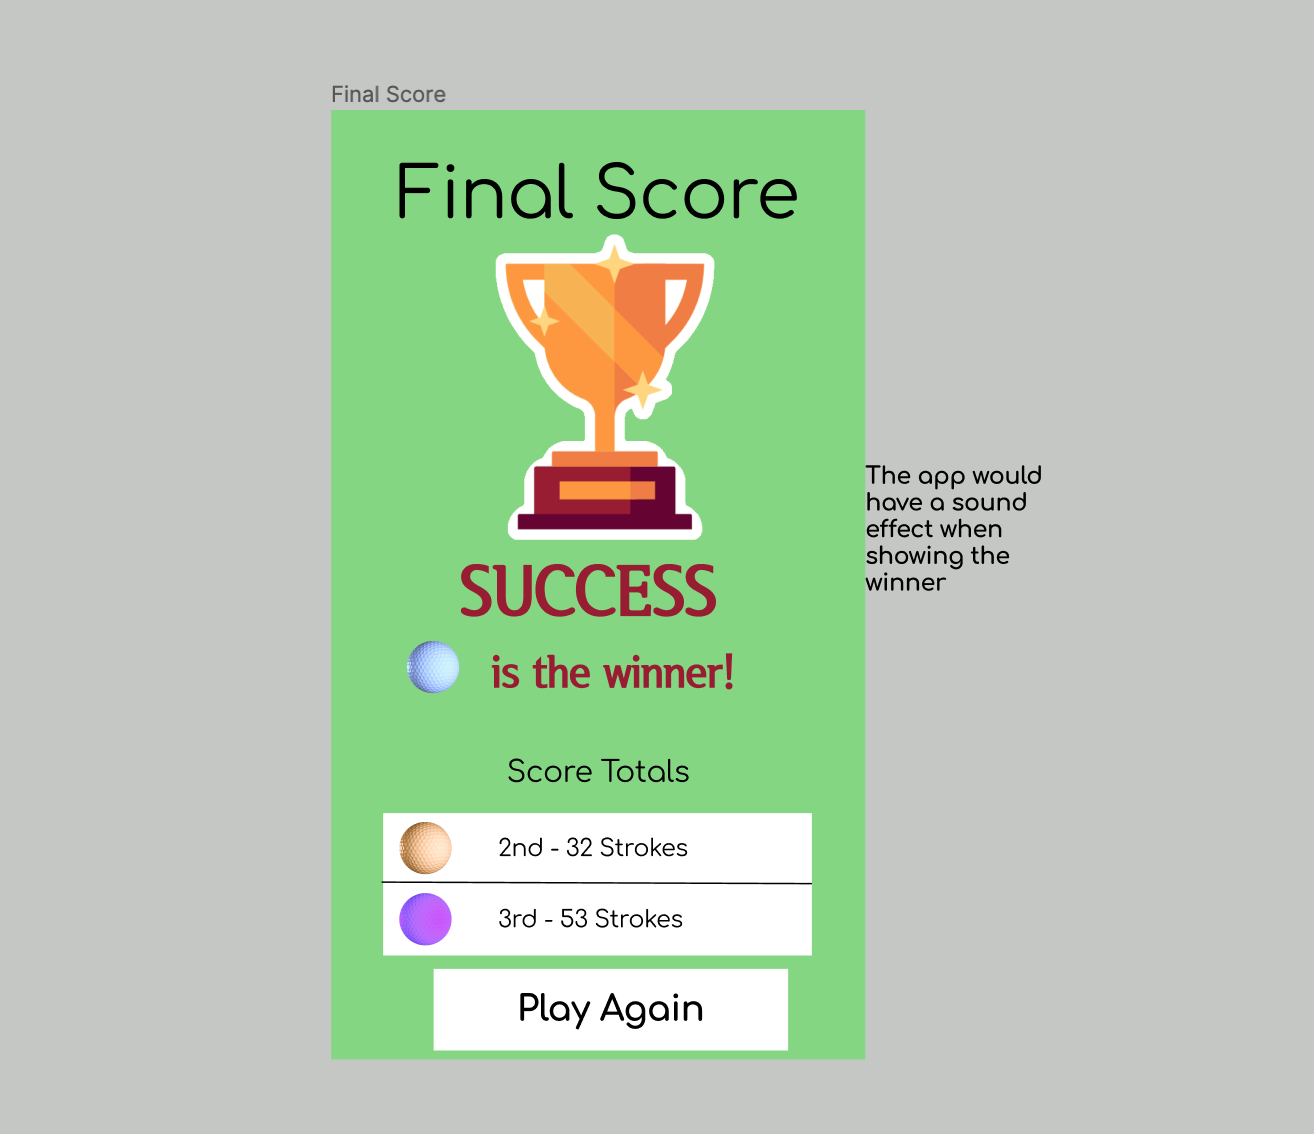 Final Score
Final Score
SUCCESS
is the winner!
The app would
have a sound
effect when
showing the
winner
Score Totals
2nd - 32 Strokes
3rd - 53 Strokes
Play Again